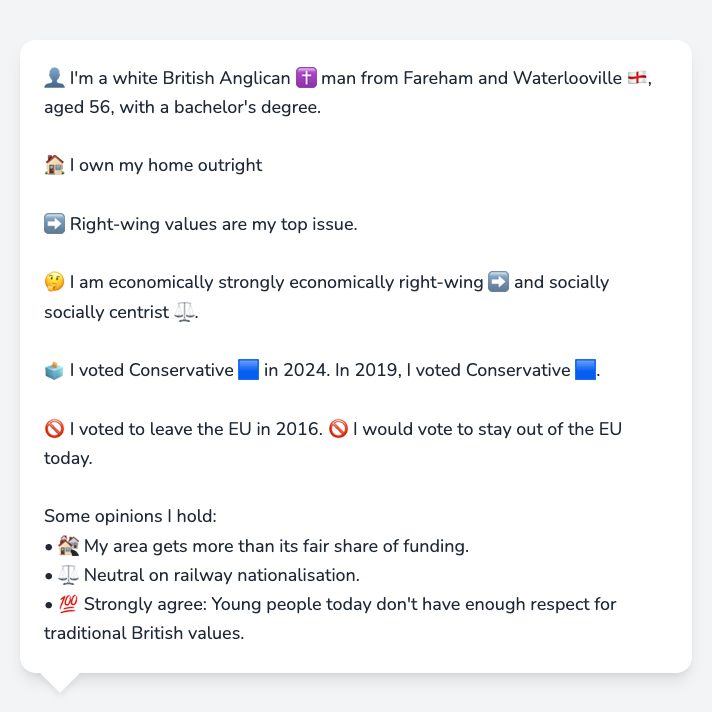 👤 I'm a white British Anglican ✝️ man from Fareham and Waterlooville 🏴󠁧󠁢󠁥󠁮󠁧󠁿,
aged 56, with a bachelor's degree.
🏠 I own my home outright
➡️ Right-wing values are my top issue.
🤔 I am economically strongly economically right-wing ➡️ and socially
socially centrist ⚖️.
🗳️ I voted Conservative 🟦 in 2024. In 2019, I voted Conservative 🟦.
🚫 I voted to leave the EU in 2016. 🚫 I would vote to stay out of the EU
today.
Some opinions I hold:
• 🏘️ My area gets more than its fair share of funding.
• ⚖️ Neutral on railway nationalisation.
• 💯 Strongly agree: Young people today don't have enough respect for
traditional British values.